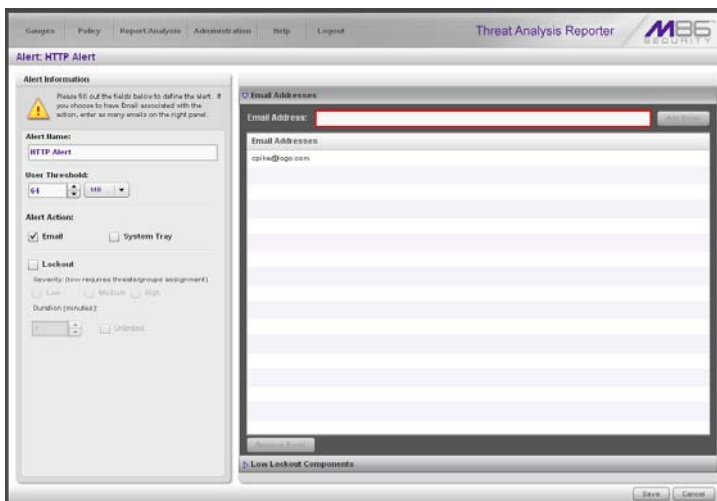 Gauges Policy Report/Analysis Administration Help Logout
Threat Analysis Reporter
M86
SECURITY
Alert: HTTP Alert
Alert Information
Please fill out the fields below to define the alert. If
you choose to have Email associated with the
action, enter as many emails on the right panel.
Alert Name:
HTTP Alert
User Threshold:
64 MB
Alert Action:
Email System Tray
Lockout
Severity: (low requires threats/groups assignment)
Low Medium High
Duration (minutes):
Unlimited
Email Addresses
Email Address: Add Email
Email Addresses
cpike@logo.com
Remove Email
Low Lockout Components
Save Cancel